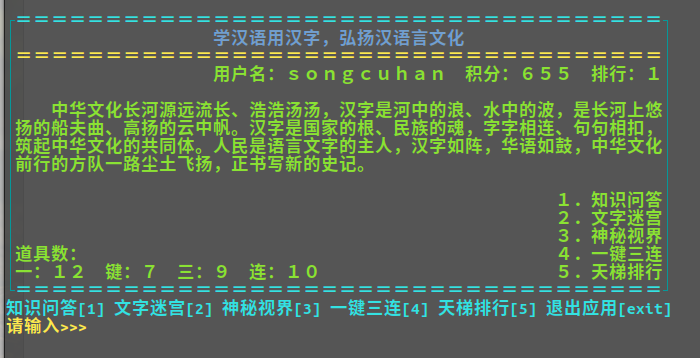 学汉语用汉字，弘扬汉语言文化
用户名：ｓｏｎｇｃｕｈａｎ　积分：６５５　排行：１
中华文化长河源远流长、浩浩汤汤，汉字是河中的浪、水中的波，是长河上悠
扬的船夫曲、高扬的云中帆。汉字是国家的根、民族的魂，字字相连、句句相扣，
筑起中华文化的共同体。人民是语言文字的主人，汉字如阵，华语如鼓，中华文化
前行的方队一路尘土飞扬，正书写新的史记。
１．知识问答
２．文字迷宫
３．神秘视界
道具数：　４．一键三连
一：１２　键：７　三：９　连：１０　５．天梯排行
知识问答[1] 文字迷宫[2] 神秘视界[3] 一键三连[4] 天梯排行[5] 退出应用[exit]
请输入>>>